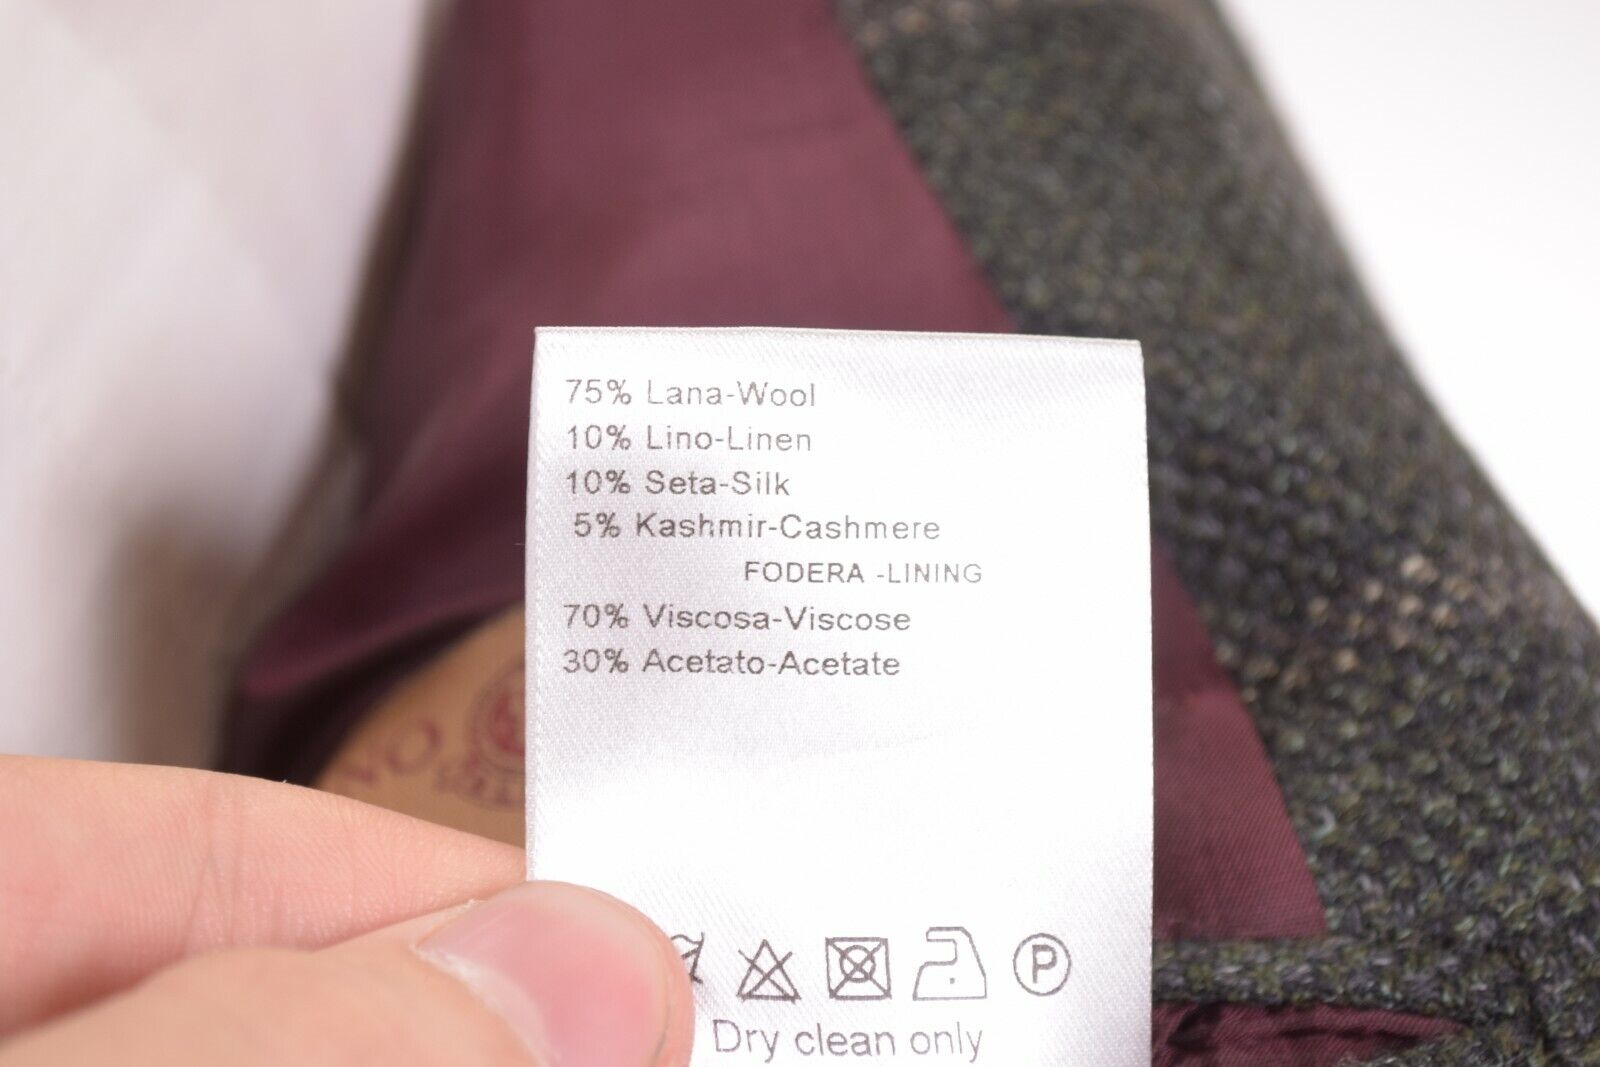 75% Lana-Wool
10% Lino-Linen
10% Seta-Silk
5% Kashmir-Cashmere
FODERA -LINING
70% Viscosa-Viscose
30% Acetato-Acetate
P
Dry clean only